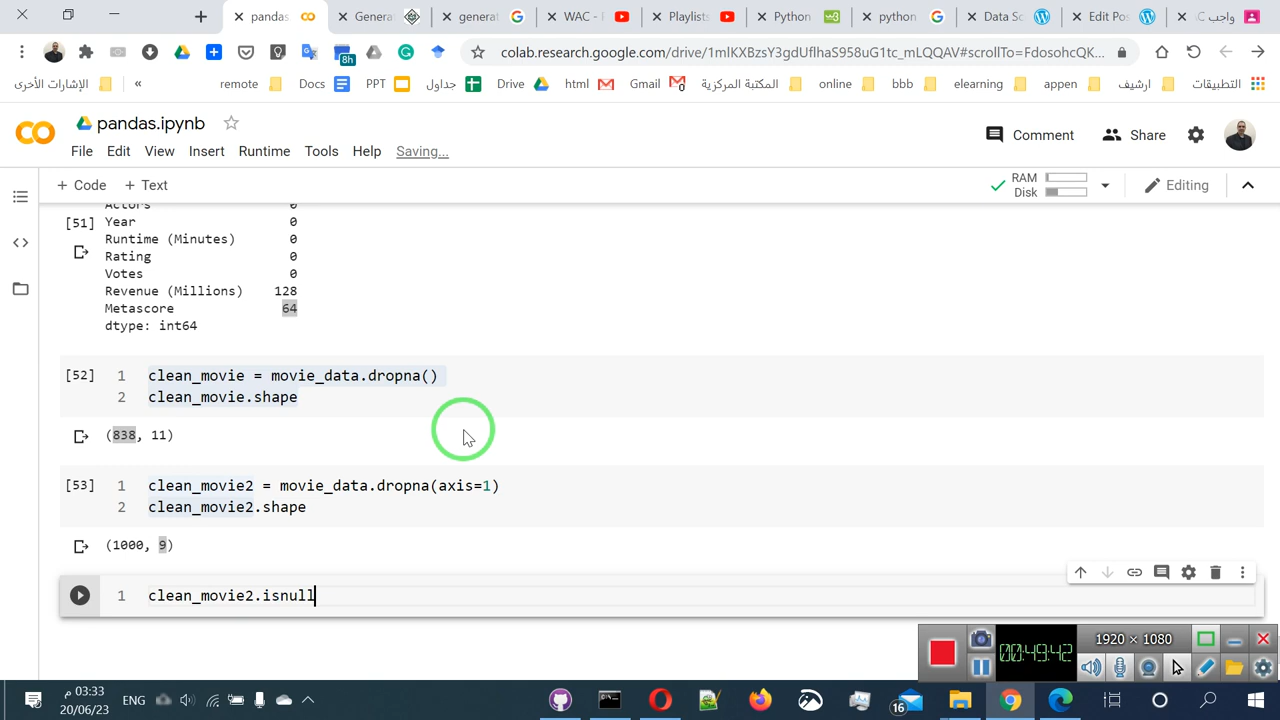 pandas
Genera
generat
WAC - F
Playlists
Python
python
Data Sc
Edit Pos
واجب C
8h
colab.research.google.com/drive/1mlKXBzsY3gdUflhaS958uG1tc_mLQQAV#scrollTo=FdosohcQK...
الإشارات الأخرى
«
remote
Docs
PPT
جداول
Drive
html
Gmail
المكتبة المركزية
online
bbb
elearning
appen
ارشيف
التطبيقات
pandas.ipynb
File Edit View Insert Runtime Tools Help Saving...
Comment
Share
+ Code + Text
RAM
Disk
Editing
Actors 0
[51] Year 0
Runtime (Minutes) 0
Rating 0
Votes 0
Revenue (Millions) 128
Metascore 64
dtype: int64
[52] 1 clean_movie = movie_data.dropna()
2 clean_movie.shape
(838, 11)
[53] 1 clean_movie2 = movie_data.dropna(axis=1)
2 clean_movie2.shape
(1000, 9)
1 clean_movie2.isnull
1920 × 1080
00:49:42
03:33 م
20/06/23
ENG
16